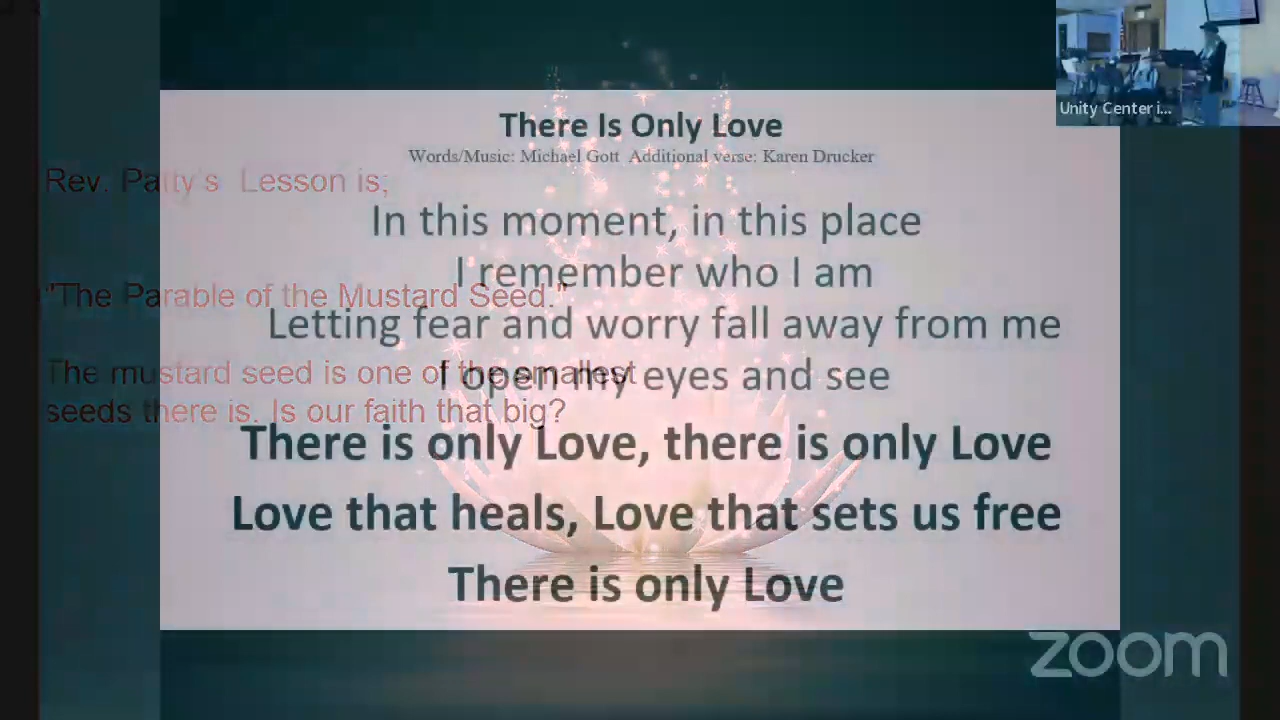 There Is Only Love
Words/Music: Michael Gott Additional verse: Karen Drucker
In this moment, in this place
I remember who I am
Letting fear and worry fall away from me
I open my eyes and see
There is only Love, there is only Love
Love that heals, Love that sets us free
There is only Love
Rev. Patty's Lesson is;
"The Parable of the Mustard Seed."
The mustard seed is one of the smallest
seeds there is. Is our faith that big?
Unity Center i...
zoom